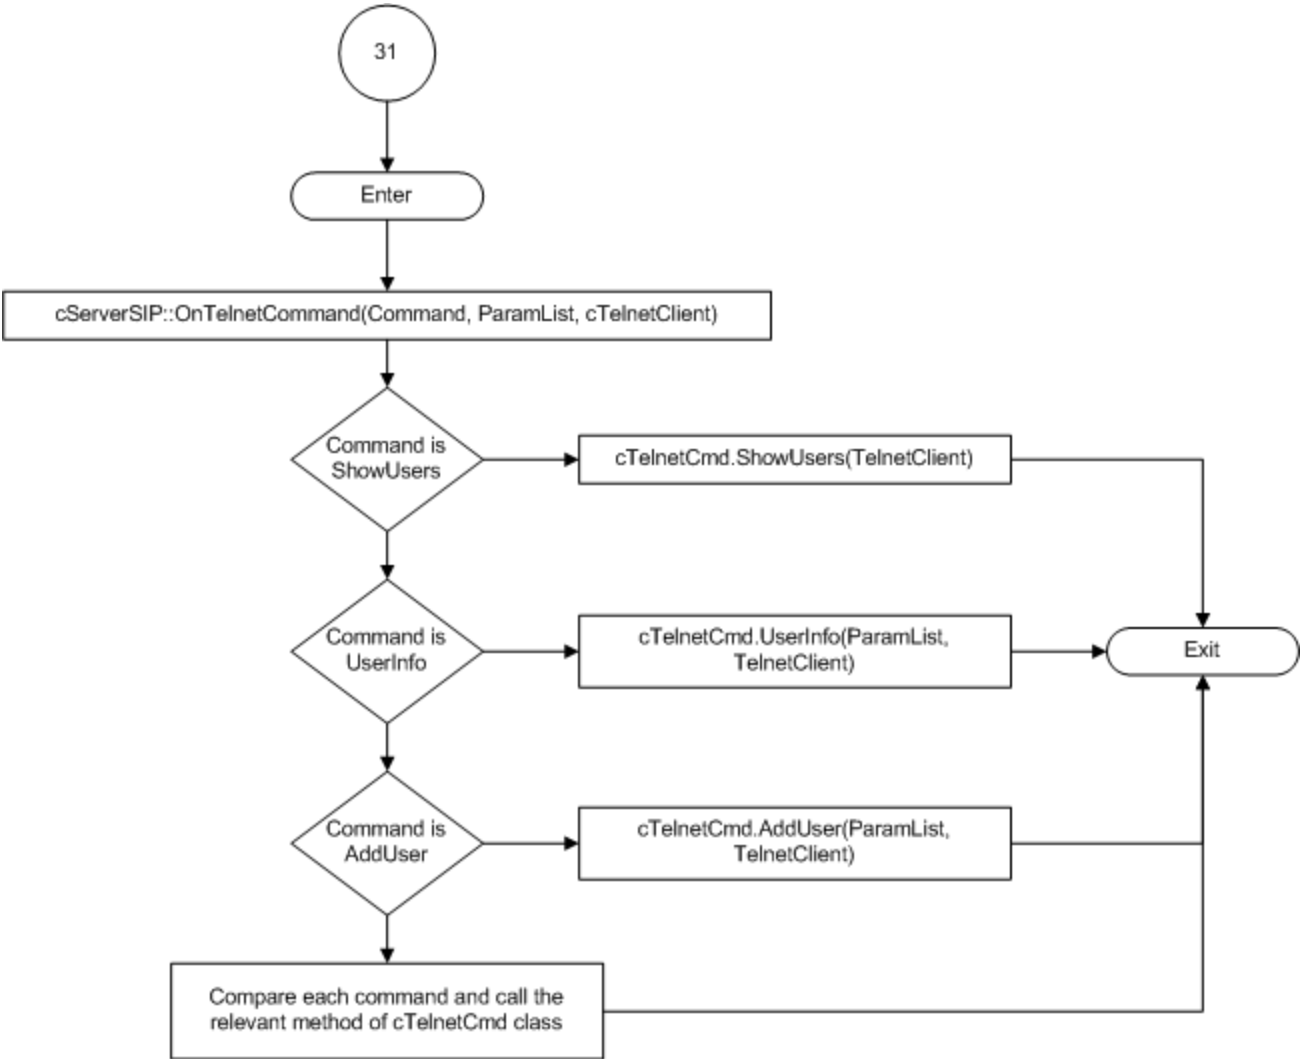 31
Enter
cServerSIP::OnTelnetCommand(Command, ParamList, cTelnetClient)
Command is
ShowUsers
cTelnetCmd.ShowUsers(TelnetClient)
Command is
UserInfo
cTelnetCmd.UserInfo(ParamList,
TelnetClient)
Exit
Command is
AddUser
cTelnetCmd.AddUser(ParamList,
TelnetClient)
Compare each command and call the
relevant method of cTelnetCmd class